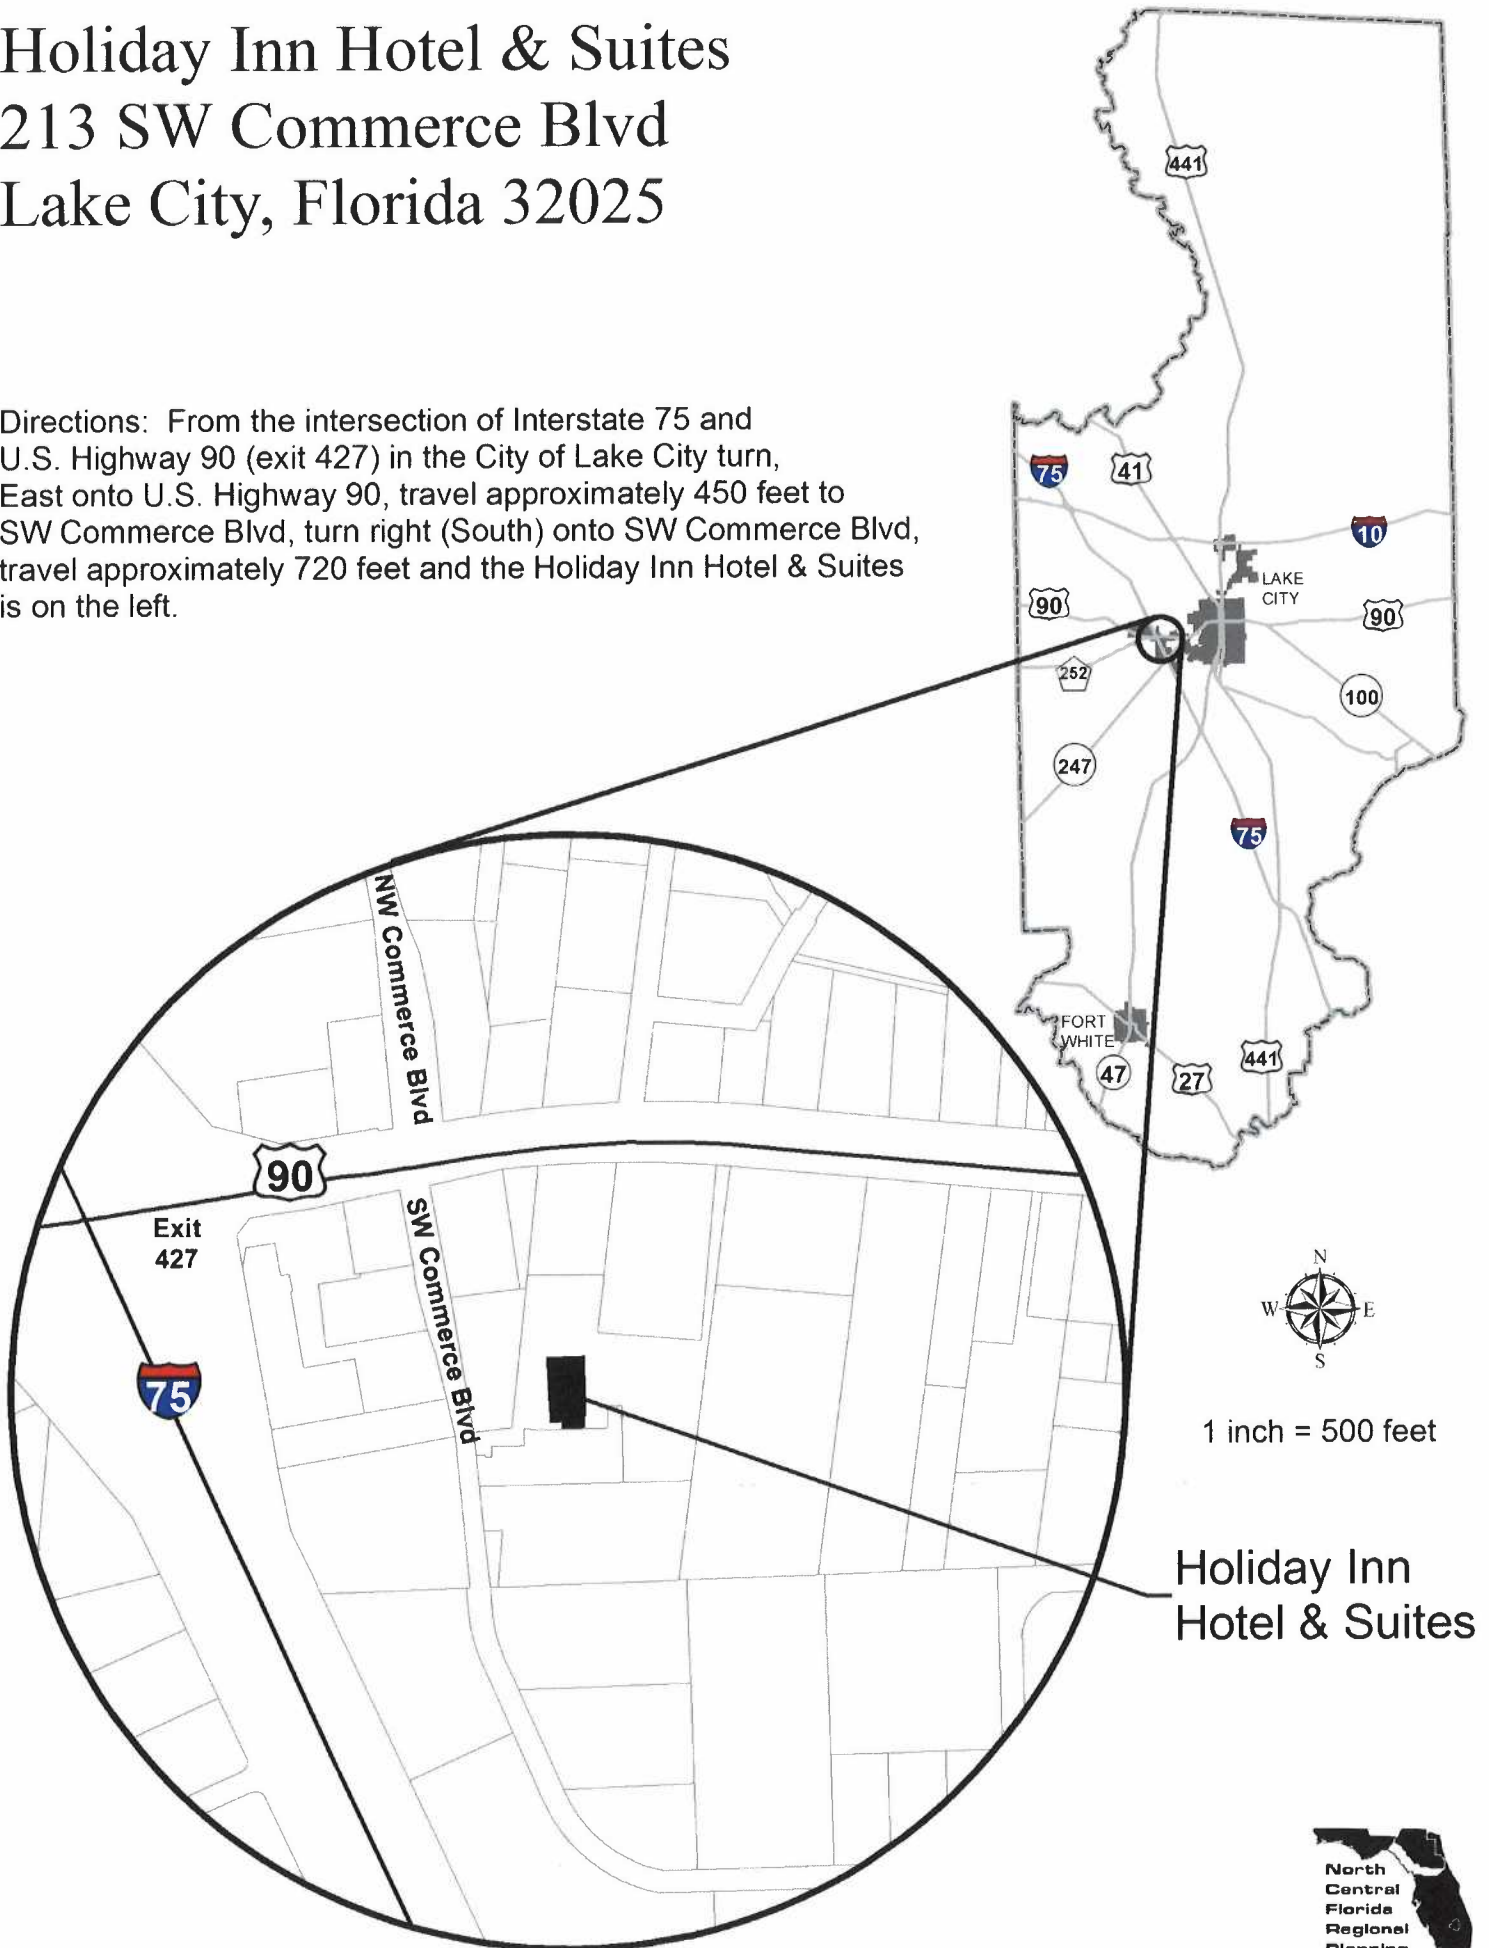 Holiday Inn Hotel & Suites
213 SW Commerce Blvd
Lake City, Florida 32025
Directions: From the intersection of Interstate 75 and
U.S. Highway 90 (exit 427) in the City of Lake City turn,
East onto U.S. Highway 90, travel approximately 450 feet to
SW Commerce Blvd, turn right (South) onto SW Commerce Blvd,
travel approximately 720 feet and the Holiday Inn Hotel & Suites
is on the left.
441
75
41
10
LAKE
CITY
90
90
252
100
247
75
FORT
WHITE
47
27
441
NW Commerce Blvd
90
Exit
427
SW Commerce Blvd
75
N
W
E
S
1 inch = 500 feet
Holiday Inn
Hotel & Suites
North
Central
Florida
Regional
Planning